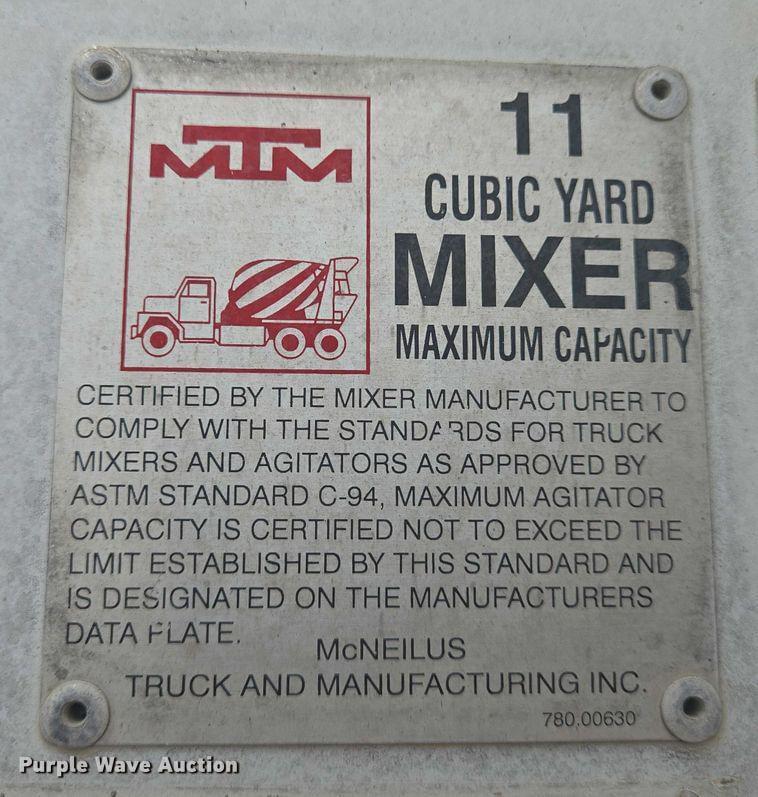 MTM
11
CUBIC YARD
MIXER
MAXIMUM CAPACITY
CERTIFIED BY THE MIXER MANUFACTURER TO
COMPLY WITH THE STANDARDS FOR TRUCK
MIXERS AND AGITATORS AS APPROVED BY
ASTM STANDARD C-94, MAXIMUM AGITATOR
CAPACITY IS CERTIFIED NOT TO EXCEED THE
LIMIT ESTABLISHED BY THIS STANDARD AND
IS DESIGNATED ON THE MANUFACTURERS
DATA PLATE.
McNEILUS
TRUCK AND MANUFACTURING INC.
780.00630
Purple Wave Auction